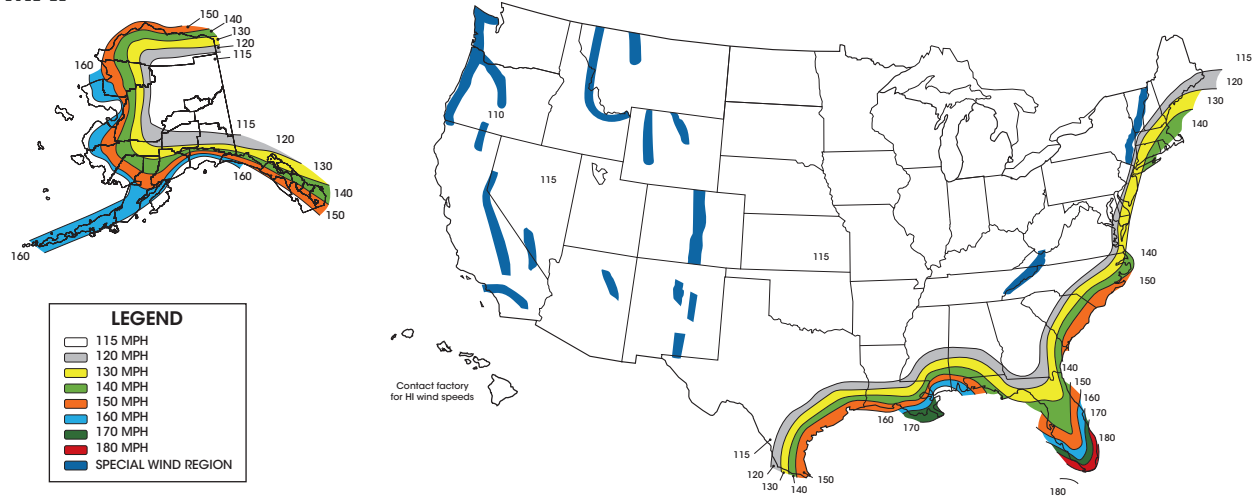 150
140
130
120
115
160
115
120
130
160
140
150
160
110
115
115
115
120
130
140
140
150
140
150
160
170
180
160
170
115
120
130
140
150
180
LEGEND
115 MPH
120 MPH
130 MPH
140 MPH
150 MPH
160 MPH
170 MPH
180 MPH
SPECIAL WIND REGION
Contact factory
for HI wind speeds